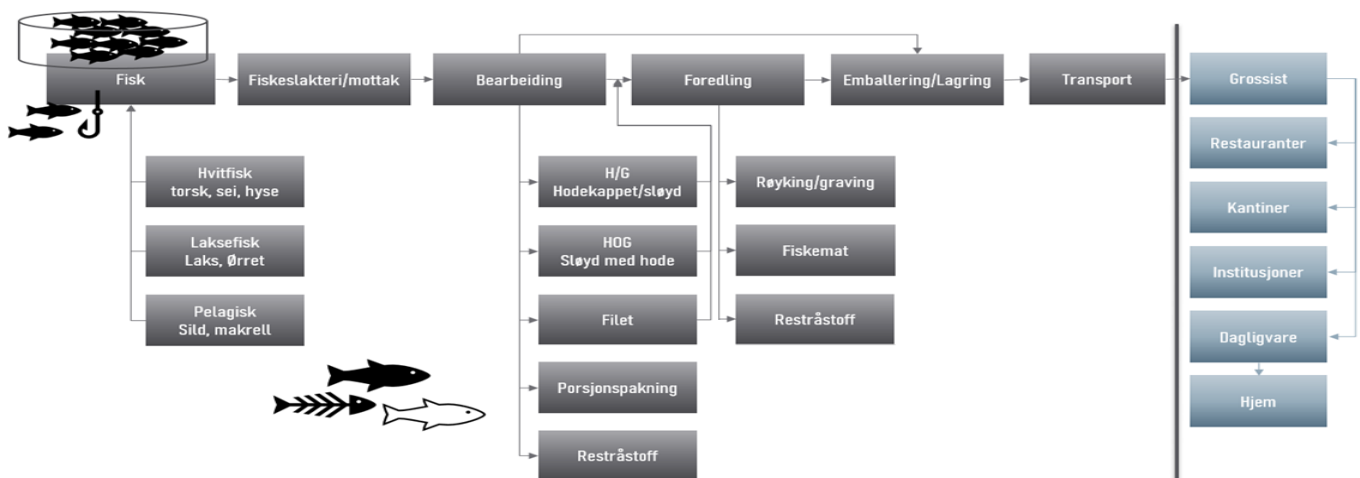 Fisk
Fiskeslakteri/mottak
Bearbeiding
Foredling
Emballering/Lagring
Transport
Grossist
Hvitfisk
torsk, sei, hyse
Laksefisk
Laks, Ørret
Pelagisk
Sild, makrell
H/G
Hodekappet/sløyd
HOG
Sløyd med hode
Filet
Porsjonspakning
Restråstoff
Røyking/graving
Fiskemat
Restråstoff
Restauranter
Kantiner
Institusjoner
Dagligvare
Hjem